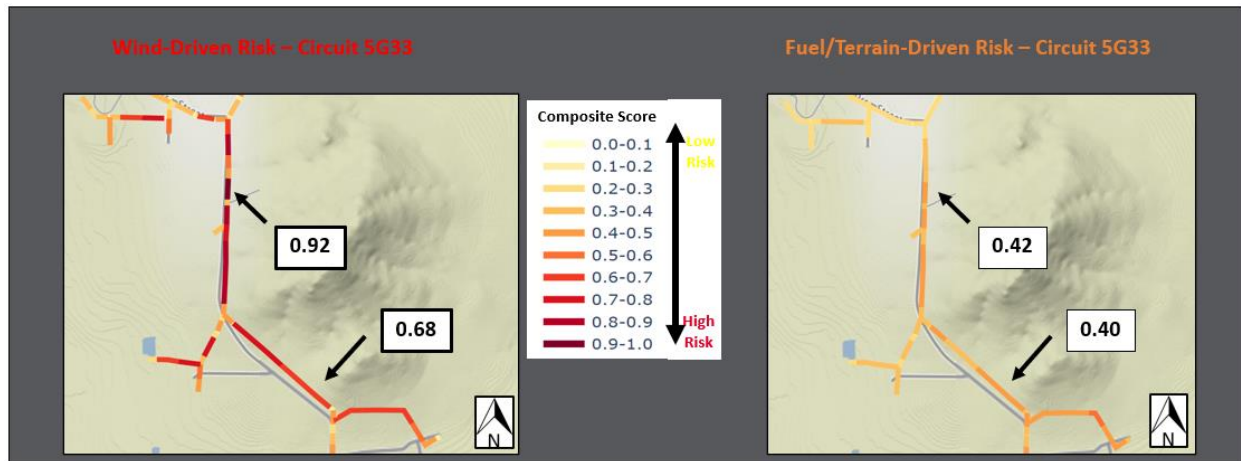 Wind-Driven Risk – Circuit 5G33
Fuel/Terrain-Driven Risk – Circuit 5G33
0.92
0.68
N
Composite Score
0.0-0.1
0.1-0.2
0.2-0.3
0.3-0.4
0.4-0.5
0.5-0.6
0.6-0.7
0.7-0.8
0.8-0.9
0.9-1.0
Low
Risk
High
Risk
0.42
0.40
N